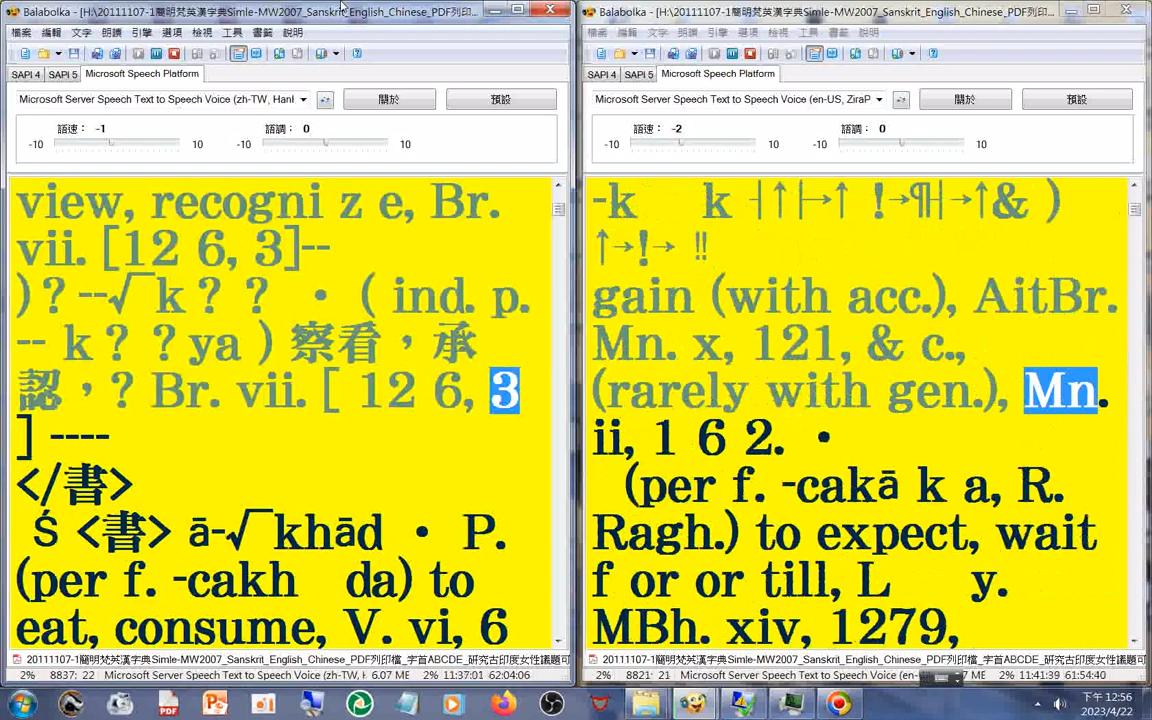 Balabolka - [H:\20111107-1簡明梵英漢字典Simle-MW2007_Sanskrit_English_Chinese_PDF列印...
檔案 編輯 文字 朗讀 引擎 選項 檢視 工具 書籤 說明
SAPI 4 SAPI 5 Microsoft Speech Platform
Microsoft Server Speech Text to Speech Voice (zh-TW, HanI 關於 預設
語速： -1 語調： 0
-10 10 -10 10
view, recogni z e, Br.
vii. [12 6, 3]--
)? --√ k ? ? • ( ind. p.
-- k ? ? ya ) 察看，承
認，? Br. vii. [ 12 6, 3
] ----
</書>
Ś <書> ā-√khād • P.
(per f. -cakh da) to
eat, consume, V. vi, 6
20111107-1簡明梵英漢字典Simle-MW2007_Sanskrit_English_Chinese_PDF列印檔_字首ABCDE_研究古印度女性議題可
2% 8837: 22 Microsoft Server Speech Text to Speech Voice (zh-TW, 6.07 ME 2% 11:37:01 62:04:06
Balabolka - [H:\20111107-1簡明梵英漢字典Simle-MW2007_Sanskrit_English_Chinese_PDF列印...
檔案 編輯 文字 朗讀 引擎 選項 檢視 工具 書籤 說明
SAPI 4 SAPI 5 Microsoft Speech Platform
Microsoft Server Speech Text to Speech Voice (en-US, ZiraP 關於 預設
語速： -2 語調： 0
-10 10 -10 10
-k k ┤↑├→↑ !→¶┤→↑& )
↑→!→ ‼
gain (with acc.), AitBr.
Mn. x, 121, & c.,
(rarely with gen.), Mn.
ii, 1 6 2. •
(per f. -cakā k a, R.
Ragh.) to expect, wait
f or or till, L y.
MBh. xiv, 1279,
20111107-1簡明梵英漢字典Simle-MW2007_Sanskrit_English_Chinese_PDF列印檔_字首ABCDE_研究古印度女性議題可
2% 8821: 21 Microsoft Server Speech Text to Speech Voice (en-U ME 2% 11:41:39 61:54:40
下午 12:56
2023/4/22